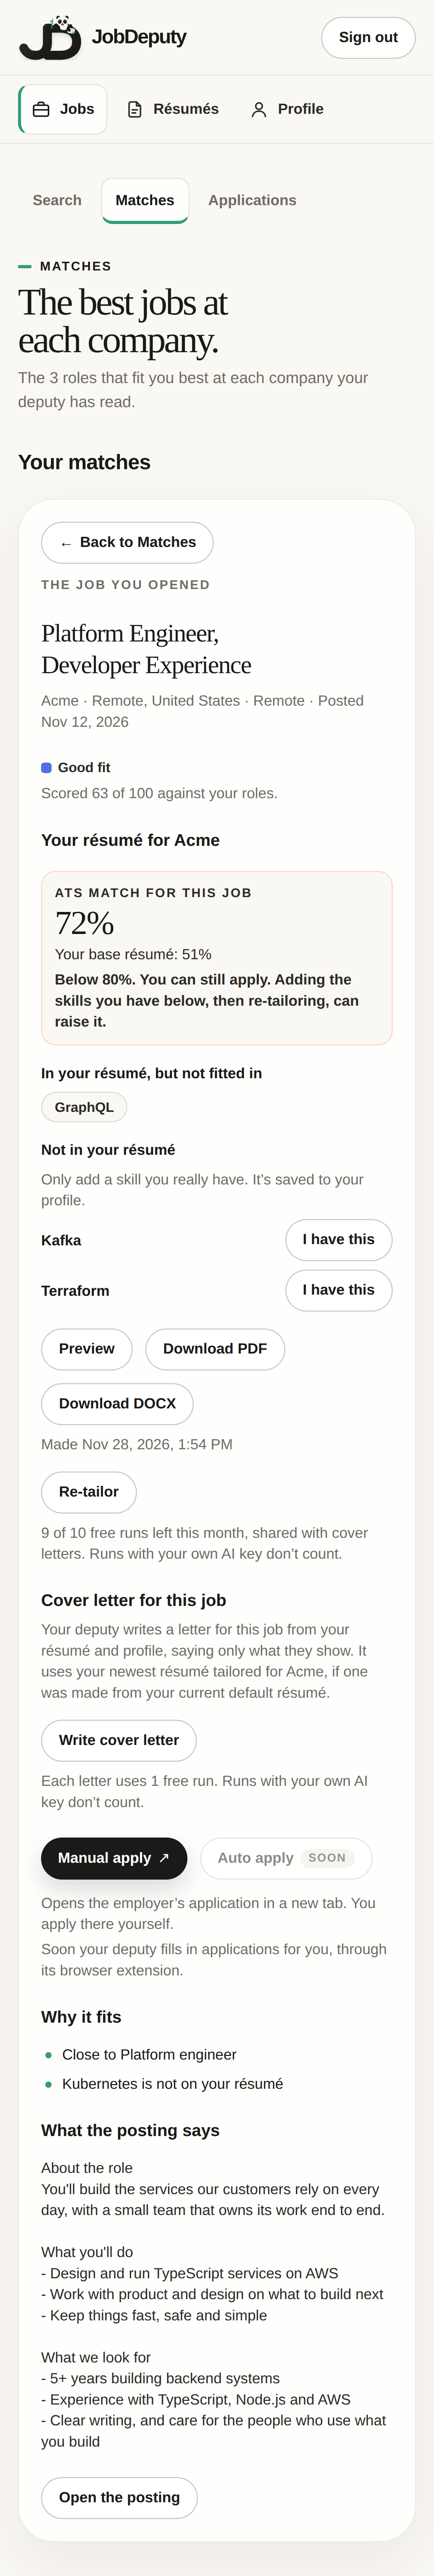 JobDeputy
Sign out
Jobs
Résumés
Profile
Search
Matches
Applications
MATCHES
The best jobs at
each company.
The 3 roles that fit you best at each company your
deputy has read.
Your matches
← Back to Matches
THE JOB YOU OPENED
Platform Engineer,
Developer Experience
Acme · Remote, United States · Remote · Posted
Nov 12, 2026
Good fit
Scored 63 of 100 against your roles.
Your résumé for Acme
ATS MATCH FOR THIS JOB
72%
Your base résumé: 51%
Below 80%. You can still apply. Adding the
skills you have below, then re-tailoring, can
raise it.
In your résumé, but not fitted in
GraphQL
Not in your résumé
Only add a skill you really have. It’s saved to your
profile.
Kafka
I have this
Terraform
I have this
Preview
Download PDF
Download DOCX
Made Nov 28, 2026, 1:54 PM
Re-tailor
9 of 10 free runs left this month, shared with cover
letters. Runs with your own AI key don’t count.
Cover letter for this job
Your deputy writes a letter for this job from your
résumé and profile, saying only what they show. It
uses your newest résumé tailored for Acme, if one
was made from your current default résumé.
Write cover letter
Each letter uses 1 free run. Runs with your own AI
key don’t count.
Manual apply ↗
Auto apply SOON
Opens the employer’s application in a new tab. You
apply there yourself.
Soon your deputy fills in applications for you, through
its browser extension.
Why it fits
Close to Platform engineer
Kubernetes is not on your résumé
What the posting says
About the role
You'll build the services our customers rely on every
day, with a small team that owns its work end to end.
What you'll do
- Design and run TypeScript services on AWS
- Work with product and design on what to build next
- Keep things fast, safe and simple
What we look for
- 5+ years building backend systems
- Experience with TypeScript, Node.js and AWS
- Clear writing, and care for the people who use what
you build
Open the posting